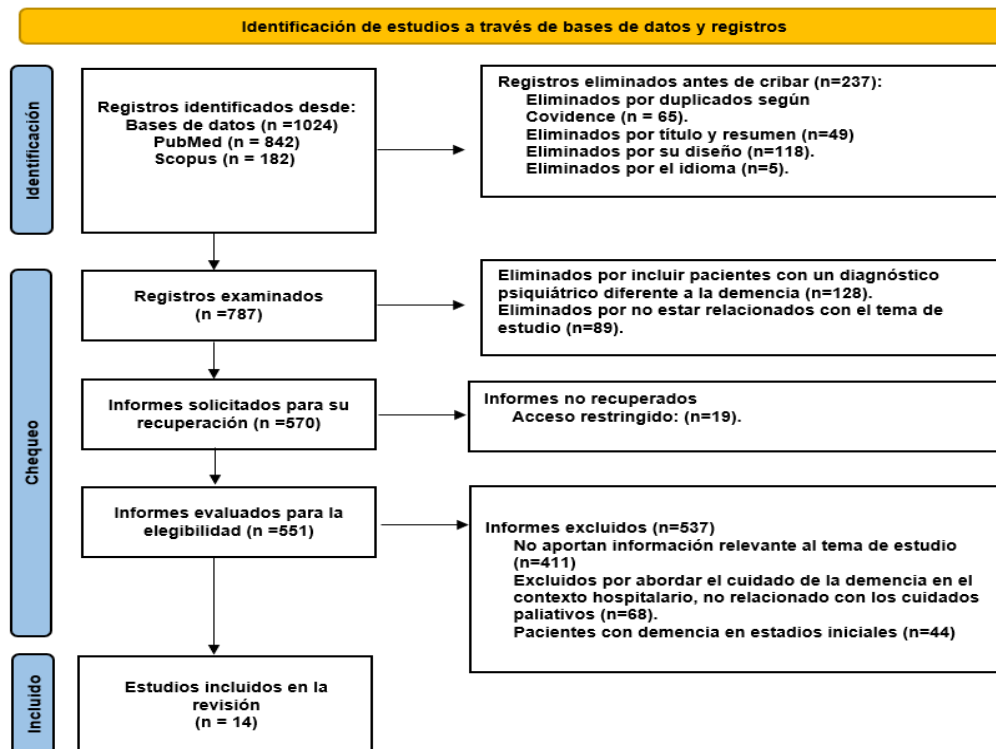 Identificación de estudios a través de bases de datos y registros
Identificación
Registros identificados desde:
Bases de datos (n =1024)
PubMed (n = 842)
Scopus (n = 182)
Registros eliminados antes de cribar (n=237):
Eliminados por duplicados según
Covidence (n = 65).
Eliminados por título y resumen (n=49)
Eliminados por su diseño (n=118).
Eliminados por el idioma (n=5).
Chequeo
Registros examinados
(n =787)
Eliminados por incluir pacientes con un diagnóstico
psiquiátrico diferente a la demencia (n=128).
Eliminados por no estar relacionados con el tema de
estudio (n=89).
Informes solicitados para su
recuperación (n =570)
Informes no recuperados
Acceso restringido: (n=19).
Informes evaluados para la
elegibilidad (n =551)
Informes excluidos (n=537)
No aportan información relevante al tema de estudio
(n=411)
Excluidos por abordar el cuidado de la demencia en el
contexto hospitalario, no relacionado con los cuidados
paliativos (n=68).
Pacientes con demencia en estadios iniciales (n=44)
Incluido
Estudios incluidos en la
revisión
(n = 14)